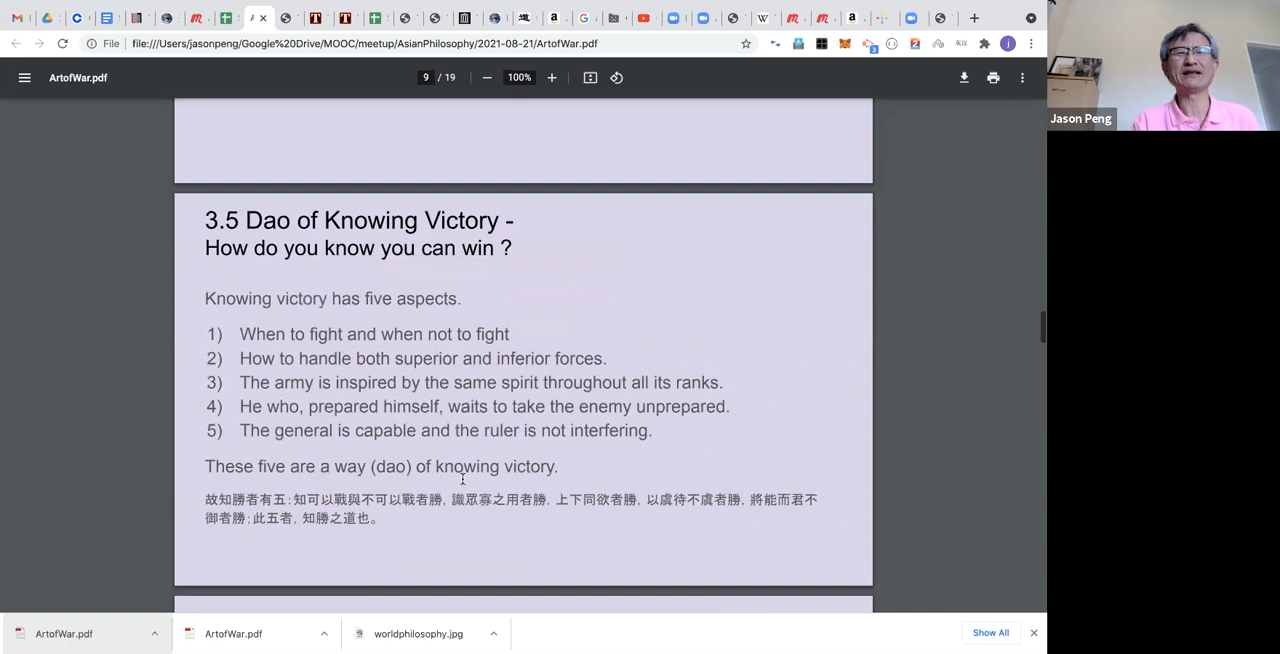 File
file:///Users/jasonpeng/Google%20Drive/MOOC/meetup/AsianPhilosophy/2021-08-21/ArtofWar.pdf
ArtofWar.pdf
9 / 19
100%
Jason Peng
3.5 Dao of Knowing Victory -
How do you know you can win ?
Knowing victory has five aspects.
1) When to fight and when not to fight
2) How to handle both superior and inferior forces.
3) The army is inspired by the same spirit throughout all its ranks.
4) He who, prepared himself, waits to take the enemy unprepared.
5) The general is capable and the ruler is not interfering.
These five are a way (dao) of knowing victory.
故知勝者有五：知可以戰與不可以戰者勝，識眾寡之用者勝，上下同欲者勝，以虞待不虞者勝，將能而君不
御者勝；此五者，知勝之道也。
ArtofWar.pdf
ArtofWar.pdf
worldphilosophy.jpg
Show All